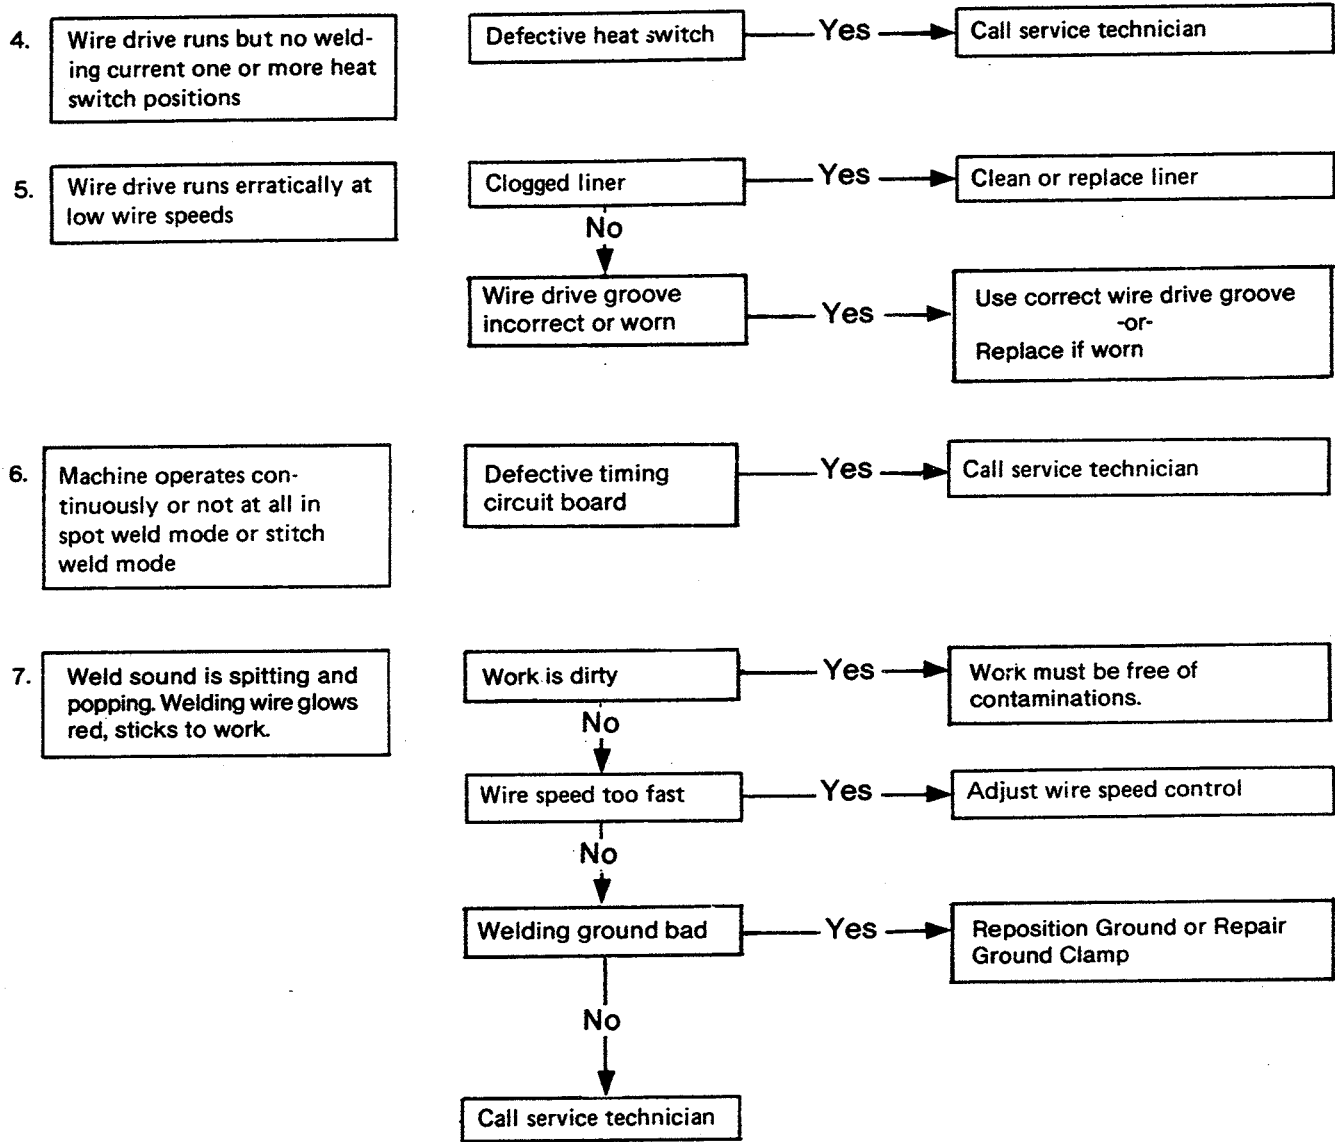 4.
Wire drive runs but no weld-
ing current one or more heat
switch positions
Defective heat switch
Yes
Call service technician
5.
Wire drive runs erratically at
low wire speeds
Clogged liner
Yes
Clean or replace liner
No
Wire drive groove
incorrect or worn
Yes
Use correct wire drive groove
-or-
Replace if worn
6.
Machine operates con-
tinuously or not at all in
spot weld mode or stitch
weld mode
Defective timing
circuit board
Yes
Call service technician
7.
Weld sound is spitting and
popping. Welding wire glows
red, sticks to work.
Work is dirty
Yes
Work must be free of
contaminations.
No
Wire speed too fast
Yes
Adjust wire speed control
No
Welding ground bad
Yes
Reposition Ground or Repair
Ground Clamp
No
Call service technician